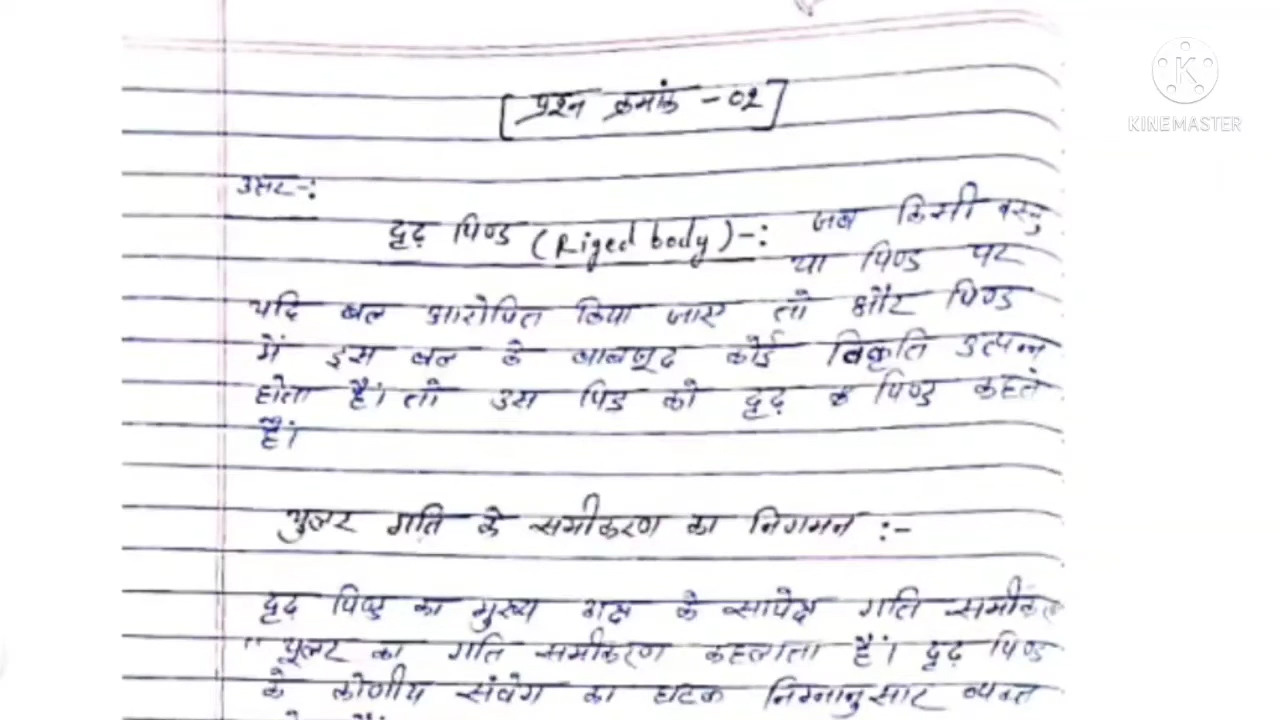 [प्रश्न क्रमांक - 02]
KINEMASTER
उत्तर-:
दृढ़ पिण्ड (Riged body) -: जब किसी वस्तु
या पिण्ड पर
यदि बल आरोपित किया जाए तो और पिण्ड
में इस बल के बावजूद कोई विकृति उत्पन्न
होता है। तो उस पिंड को दृढ़ क पिण्ड कहते
है।
युलर गति के समीकरण का निगमन :-
दृढ़ पिण्ड का मुख्य अक्ष के सापेक्ष गति समीकर
" यूलर का गति समीकरण कहलाता है। दृढ़ पिण्ड
के कोणीय संवेग का घटक निम्नानुसार व्यक्त